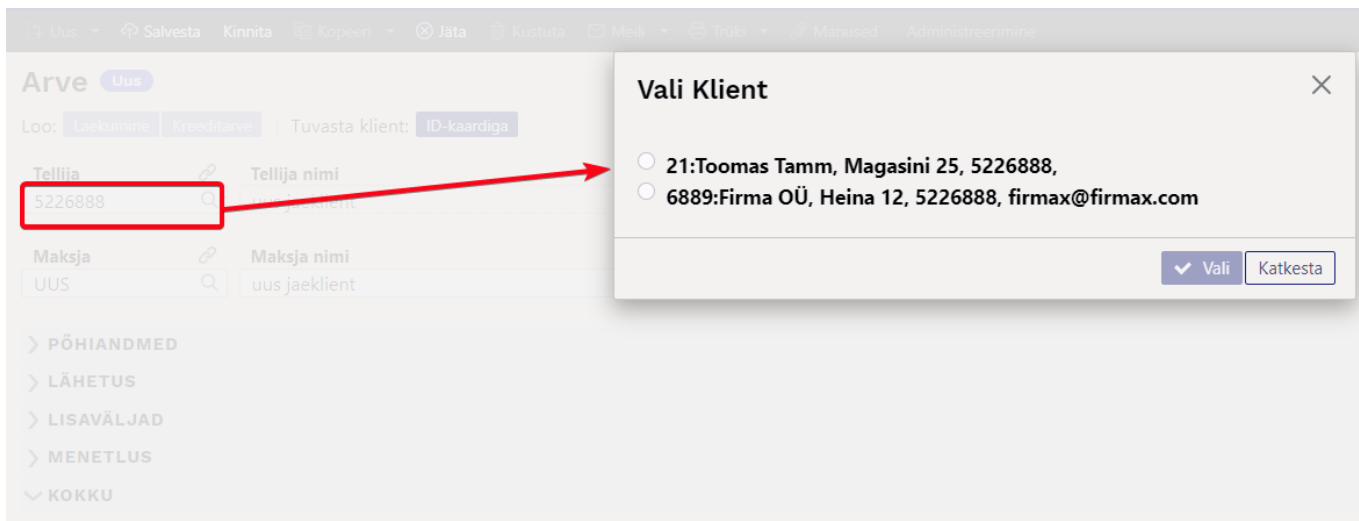 Uus Salvesta Kinnita Kopeeri Jäta Kustuta Meili Trüki Manused Administreerimine
Arve Uus
Loo: Laekumine Kreeditarve Tuvasta klient: ID-kaardiga
Tellija Tellija nimi
5226888 uus jaeklient
Maksja Maksja nimi
UUS uus jaeklient
PÕHIANDMED
LÄHETUS
LISAVÄLJAD
MENETLUS
KOKKU
Vali Klient
21:Toomas Tamm, Magasini 25, 5226888,
6889:Firma OÜ, Heina 12, 5226888, firmax@firmax.com
Vali Katkesta